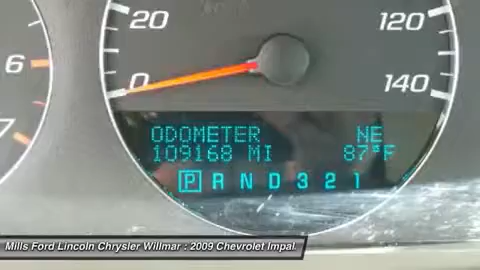 20
120
6
0
140
7
ODOMETER NE
109168 MI 87°F
P R N D 3 2 1
Mills Ford Lincoln Chrysler Willmar : 2009 Chevrolet Impal